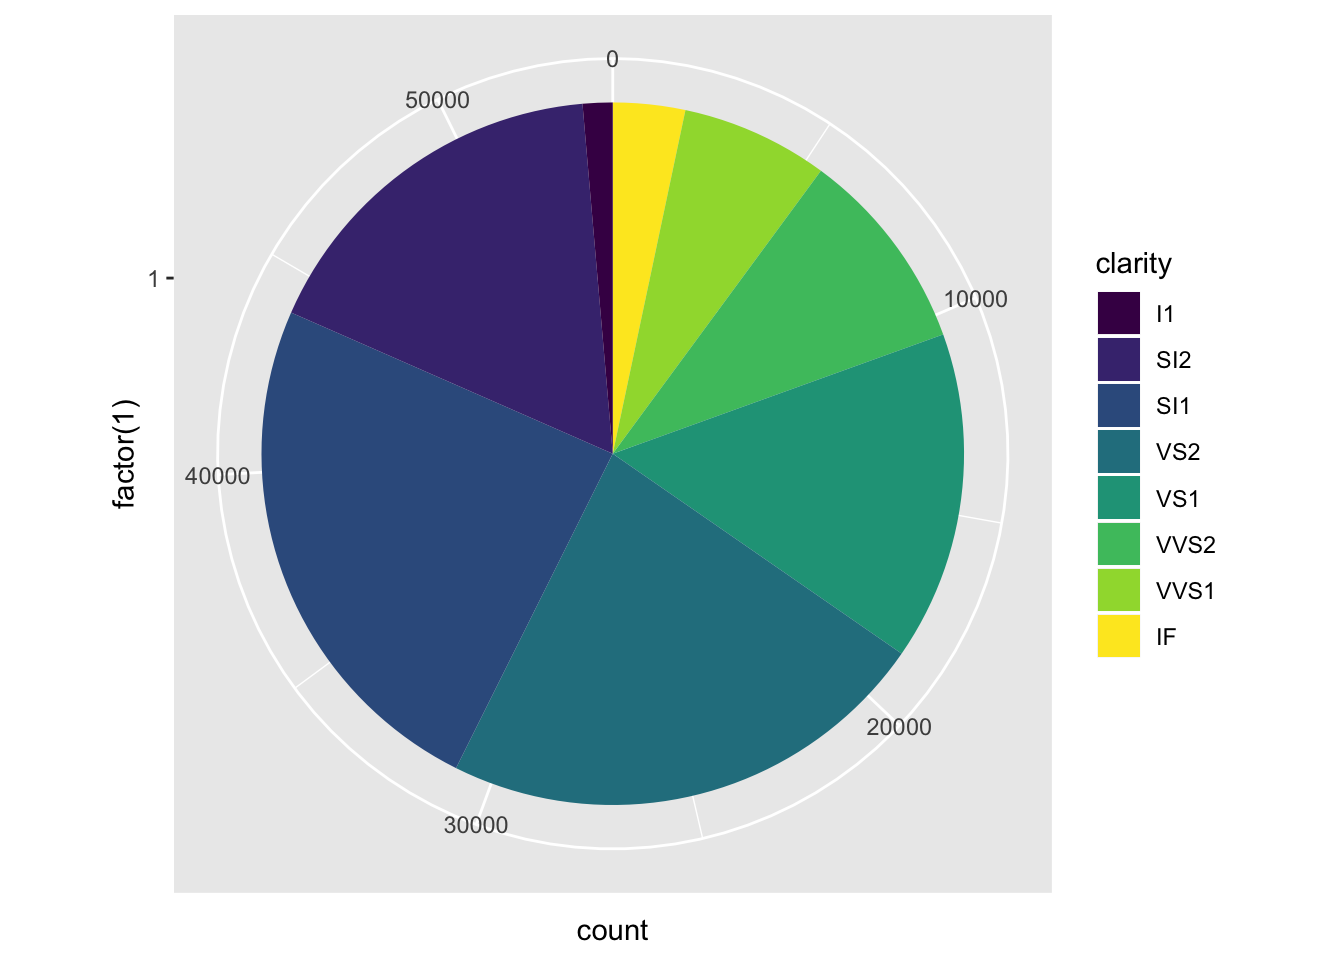 0
50000
10000
1
factor(1)
40000
20000
30000
count
clarity
I1
SI2
SI1
VS2
VS1
VVS2
VVS1
IF